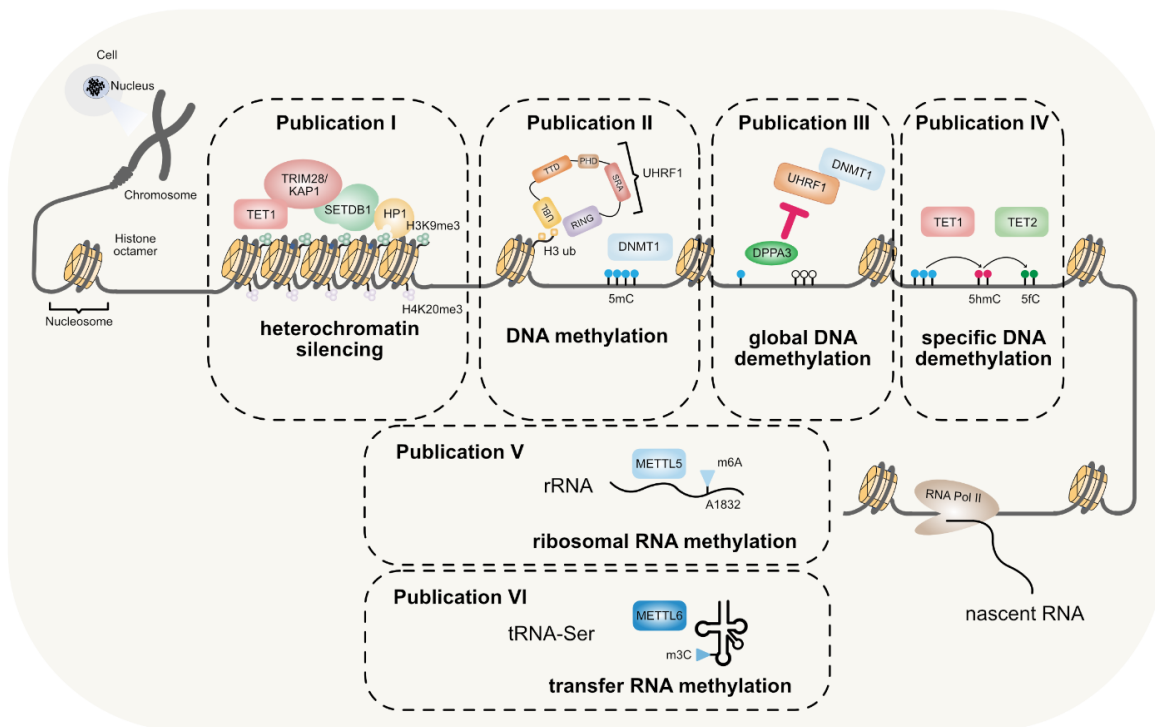 Cell
Nucleus
Chromosome
Histone
octamer
Nucleosome
Publication I
TRIM28/
KAP1
TET1
SETDB1
HP1
H3K9me3
H4K20me3
heterochromatin
silencing
Publication II
TTD
PHD
SRA
UHRF1
UBL
RING
H3 ub
DNMT1
5mC
DNA methylation
Publication III
DNMT1
UHRF1
DPPA3
global DNA
demethylation
Publication IV
TET1
TET2
5hmC
5fC
specific DNA
demethylation
Publication V
METTL5
m6A
rRNA
A1832
ribosomal RNA methylation
RNA Pol II
nascent RNA
Publication VI
METTL6
tRNA-Ser
m3C
transfer RNA methylation